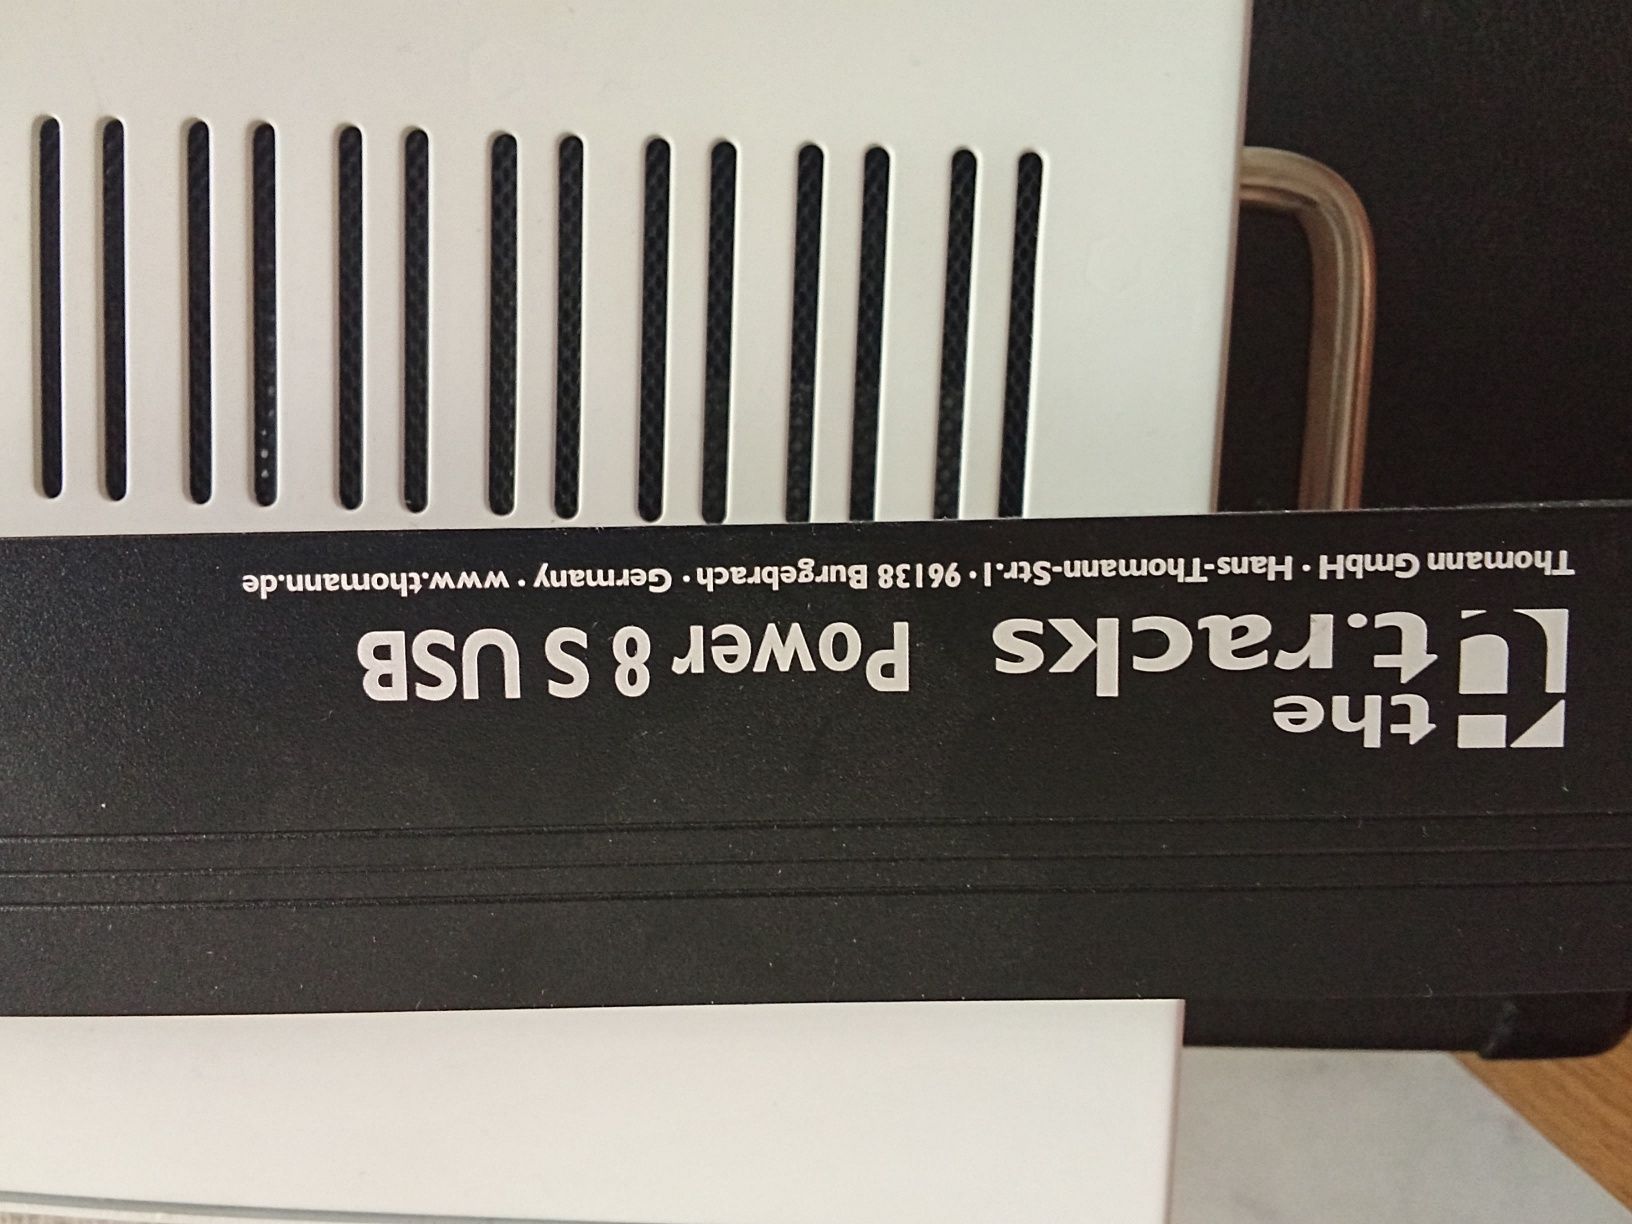 the
t.racks Power 8 S USB
Thomann GmbH · Hans-Thomann-Str.1 · 96138 Burgebrach · Germany · www.thomann.de